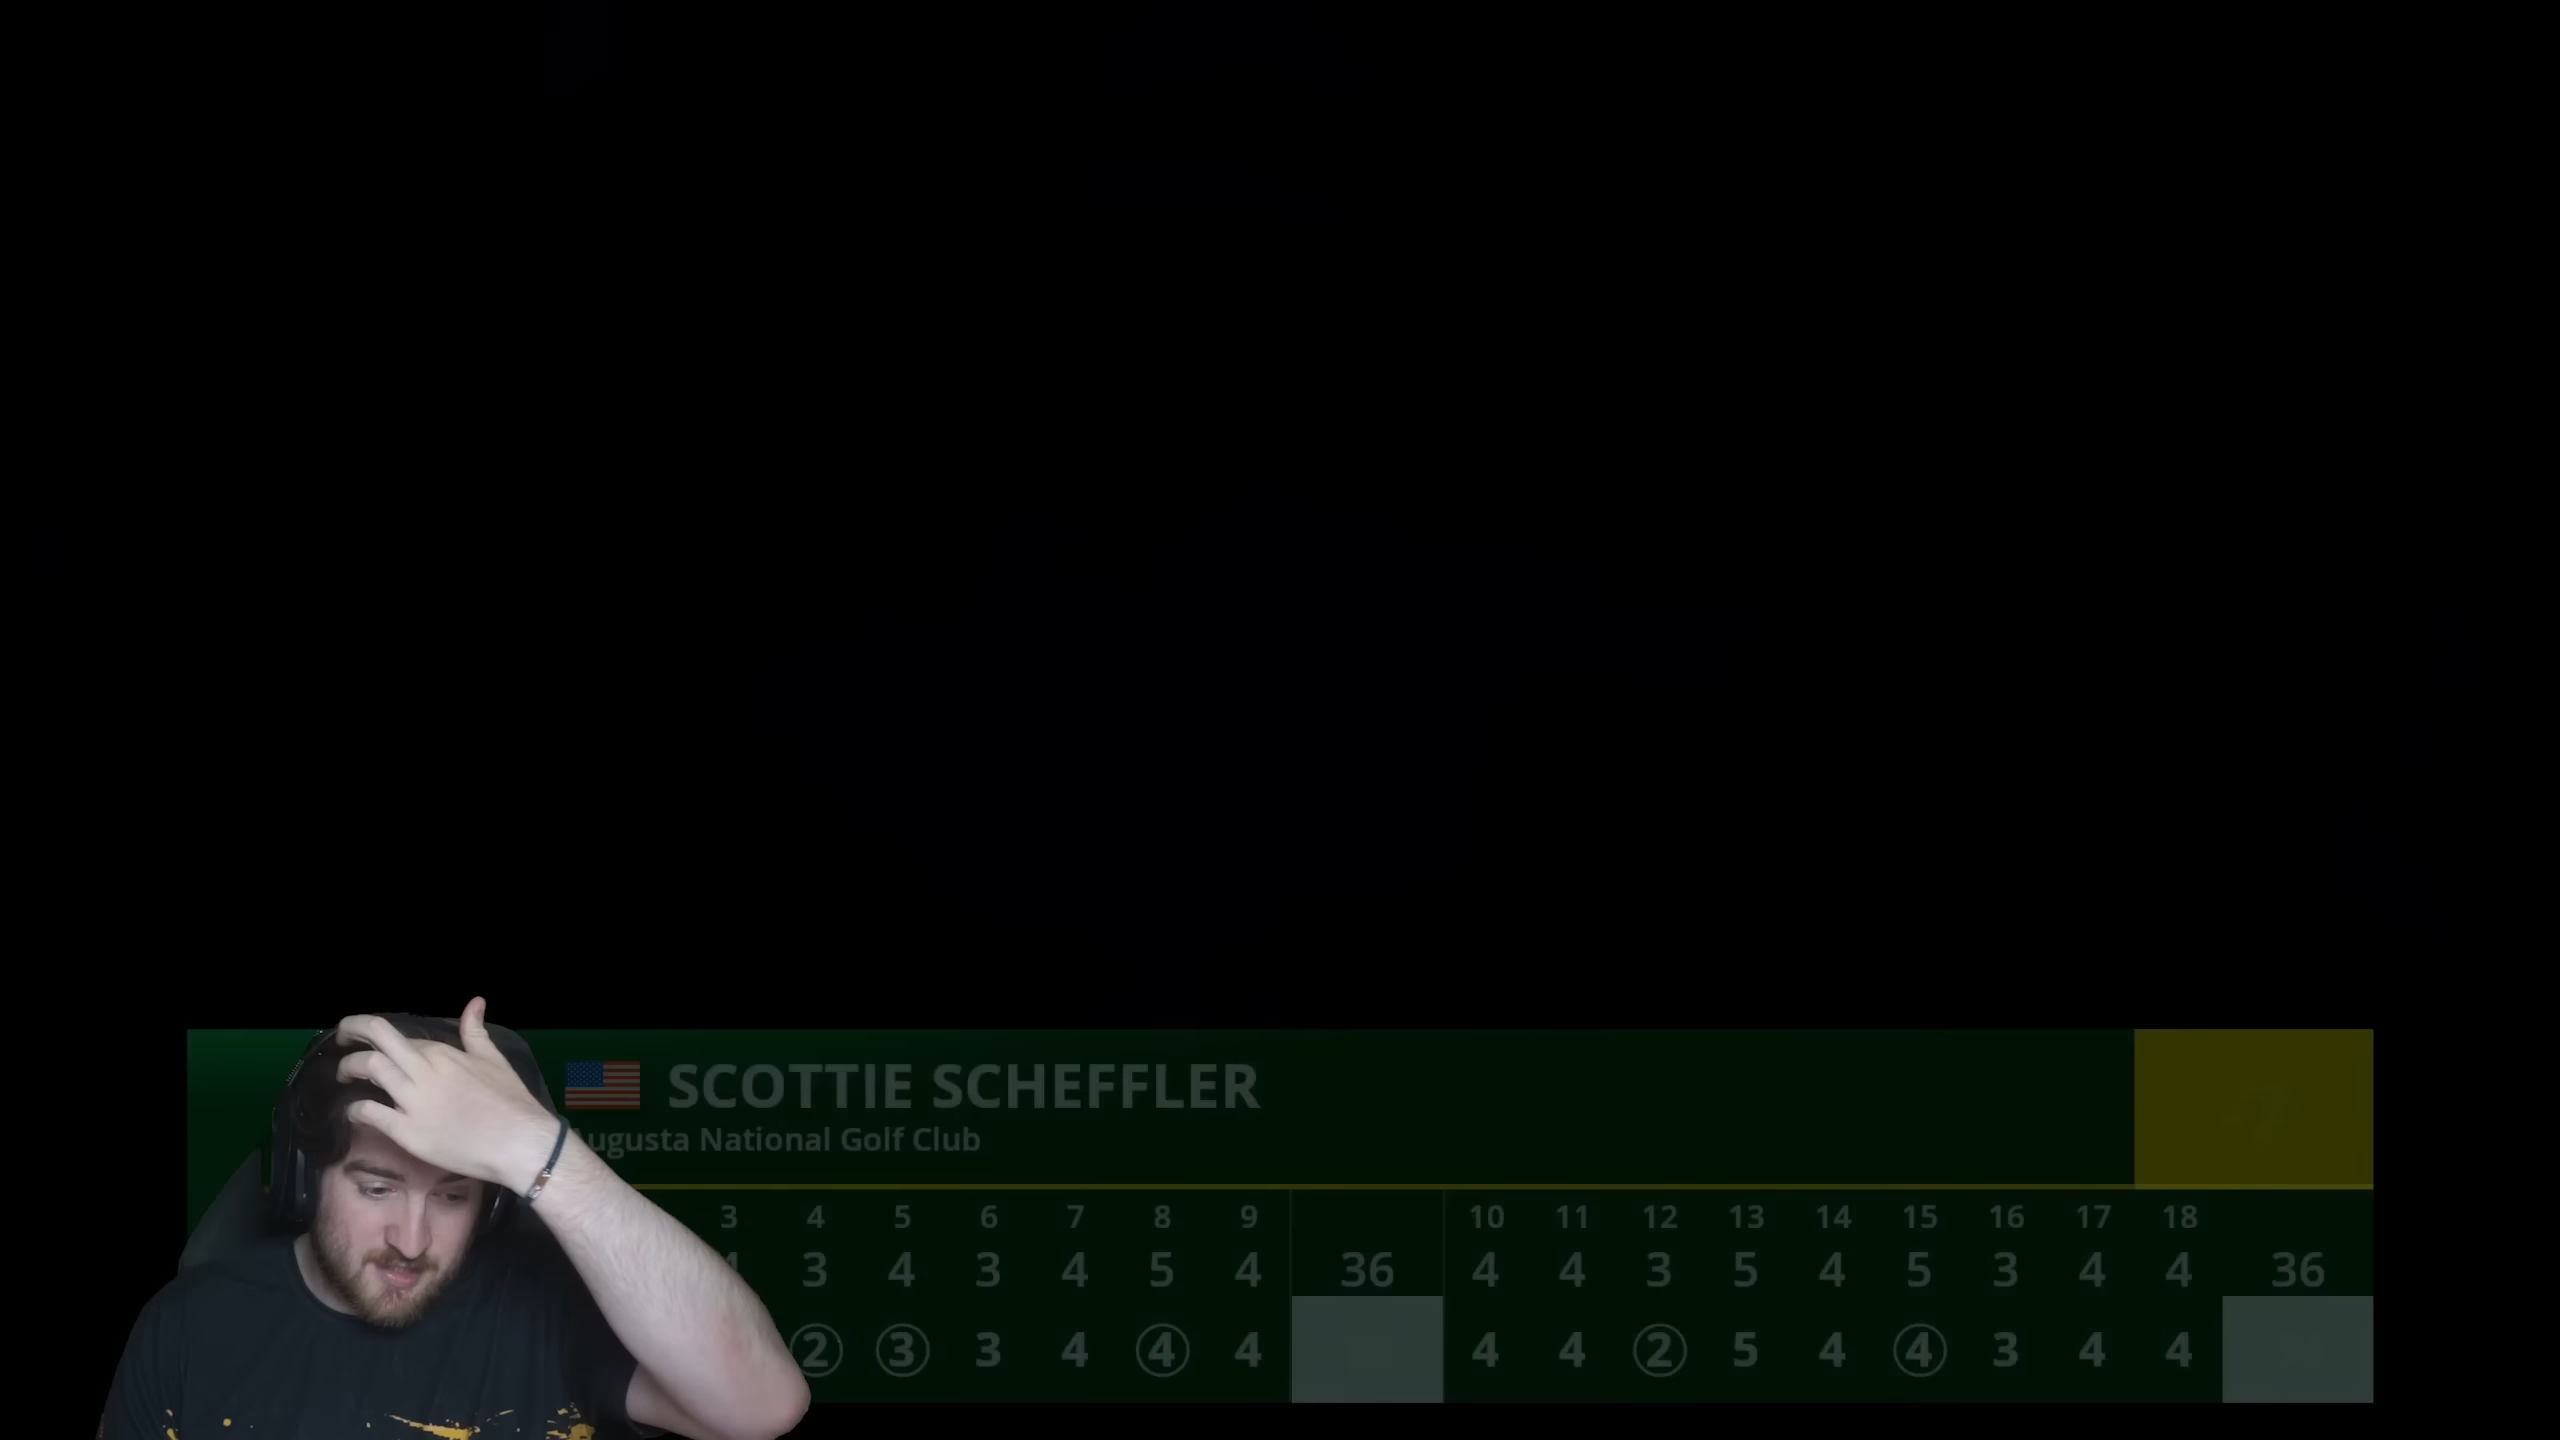 SCOTTIE SCHEFFLER
Augusta National Golf Club
3 4 5 6 7 8 9 10 11 12 13 14 15 16 17 18
4 3 4 3 4 5 4 36 4 4 3 5 4 5 3 4 4 36
2 3 3 4 4 4 4 4 2 5 4 4 3 4 4